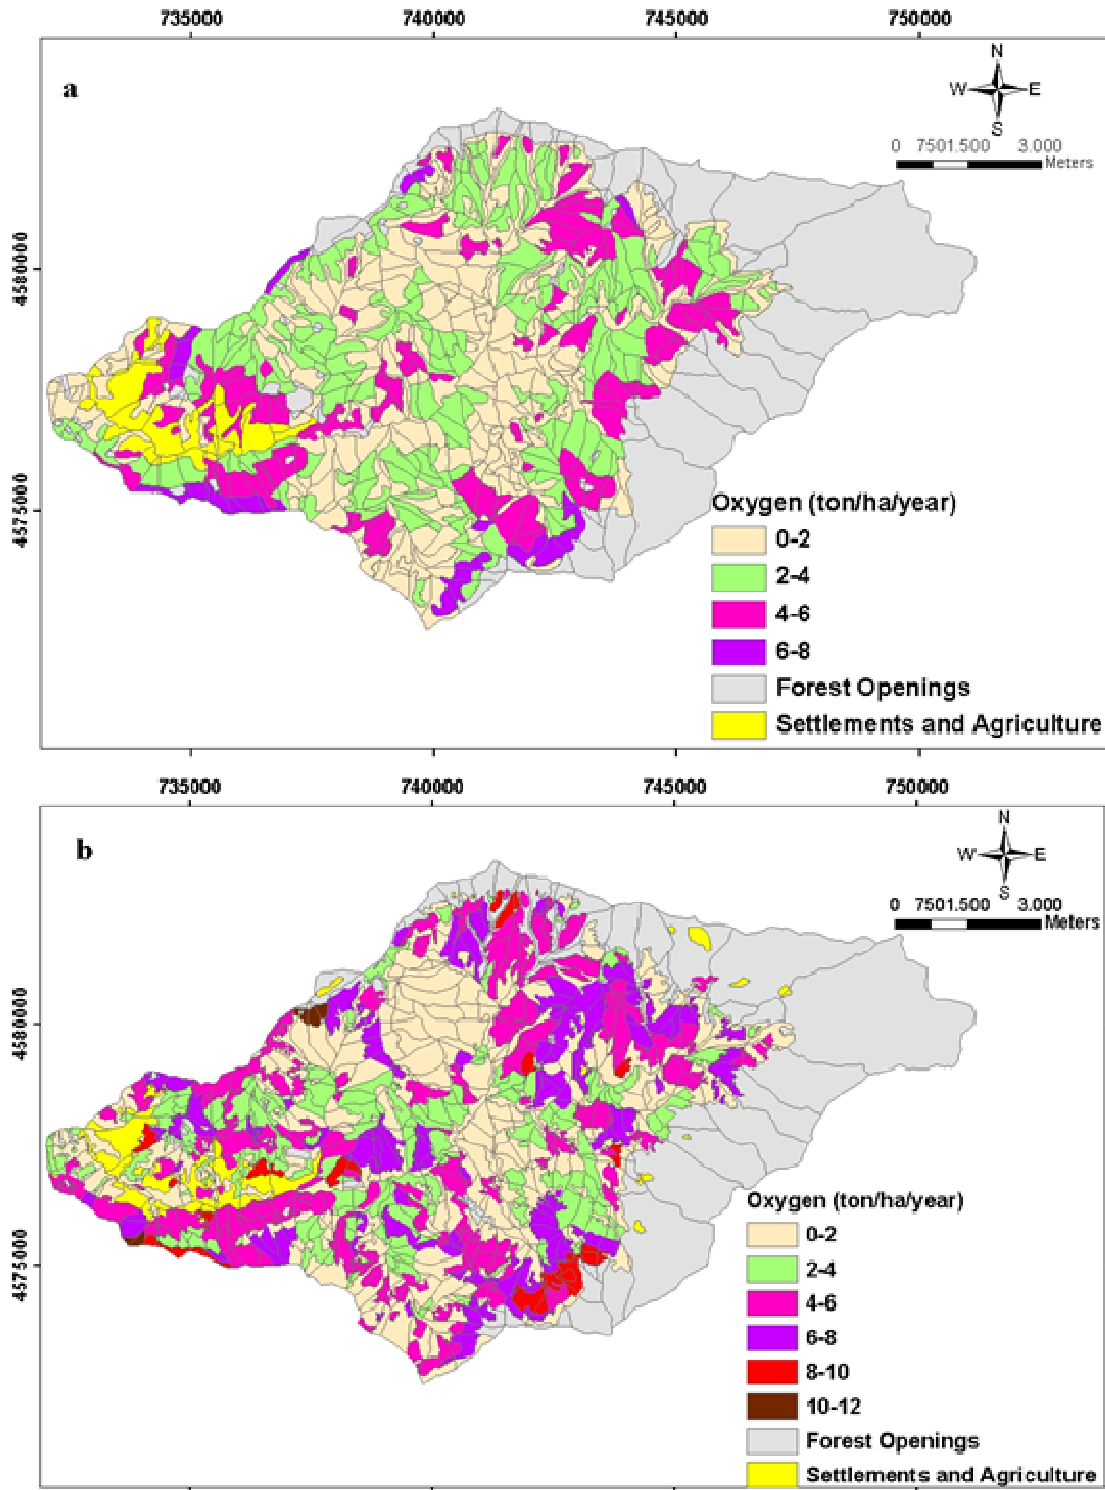 735000 740000 745000 750000
a
N
W E
S
0 7501.500 3.000
Meters
4580000
4575000
Oxygen (ton/ha/year)
0-2
2-4
4-6
6-8
Forest Openings
Settlements and Agriculture
735000 740000 745000 750000
b
N
W E
S
0 7501.500 3.000
Meters
4580000
4575000
Oxygen (ton/ha/year)
0-2
2-4
4-6
6-8
8-10
10-12
Forest Openings
Settlements and Agriculture